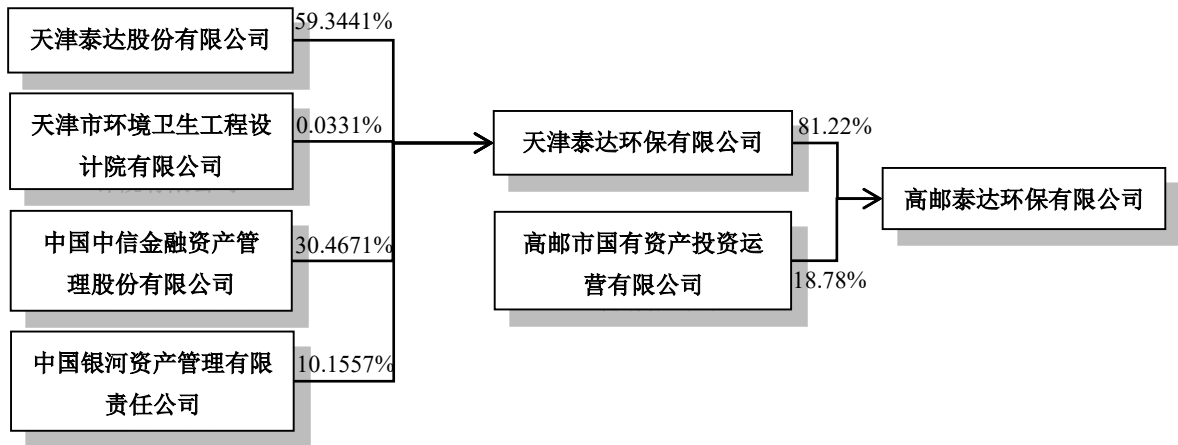 天津泰达股份有限公司
59.3441%
天津市环境卫生工程设
计院有限公司
0.0331%
中国中信金融资产管
理股份有限公司
30.4671%
中国银河资产管理有限
责任公司
10.1557%
天津泰达环保有限公司
81.22%
高邮市国有资产投资运
营有限公司
18.78%
高邮泰达环保有限公司